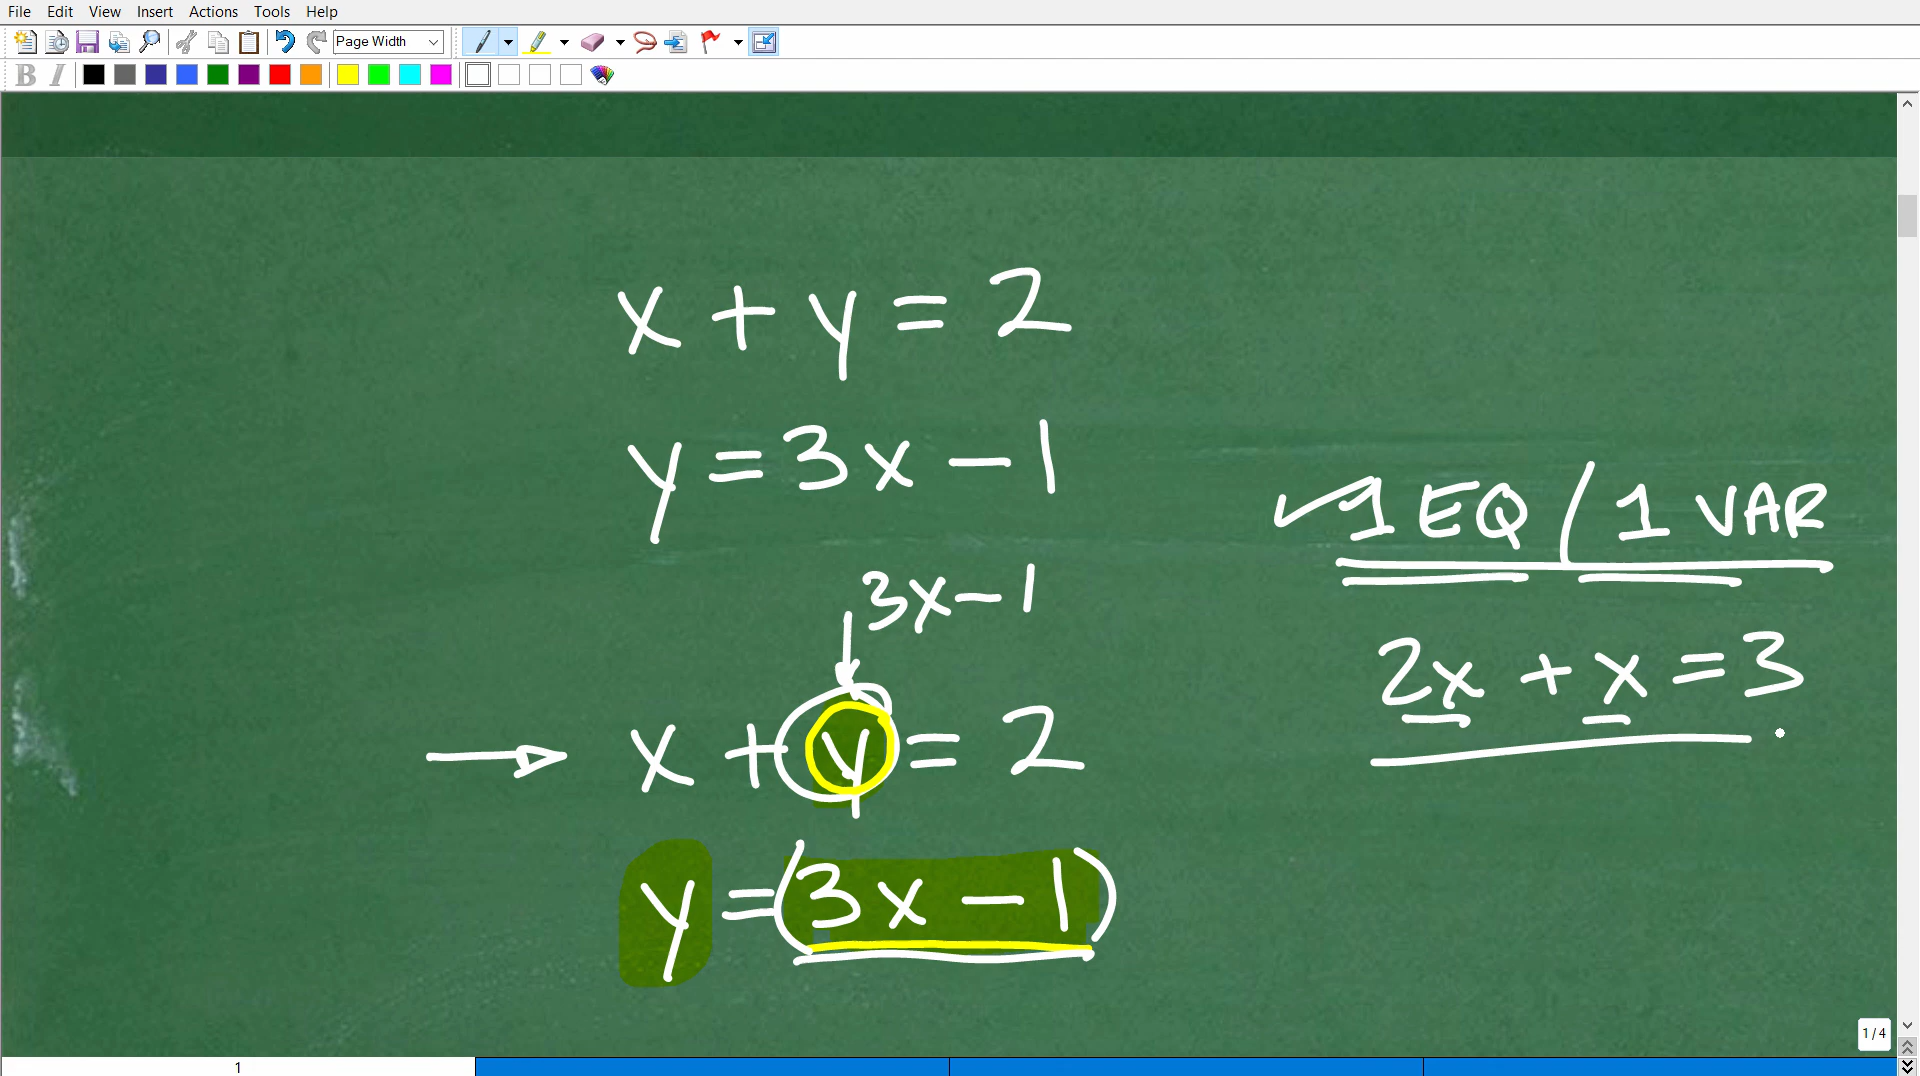 File Edit View Insert Actions Tools Help
Page Width
B I
x + y = 2
y = 3x - 1
1 EQ / 1 VAR
3x - 1
2x + x = 3
x + y = 2
y = (3x - 1)
1/4
1